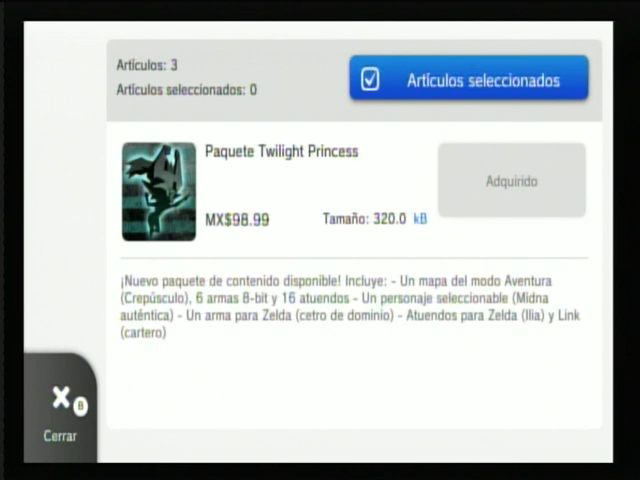 Artículos: 3
Artículos seleccionados: 0
Artículos seleccionados
Paquete Twilight Princess
Adquirido
MX$98.99
Tamaño: 320.0 kB
¡Nuevo paquete de contenido disponible! Incluye: - Un mapa del modo Aventura
(Crepúsculo), 6 armas 8-bit y 16 atuendos - Un personaje seleccionable (Midna
auténtica) - Un arma para Zelda (cetro de dominio) - Atuendos para Zelda (Ilia) y Link
(cartero)
B
Cerrar